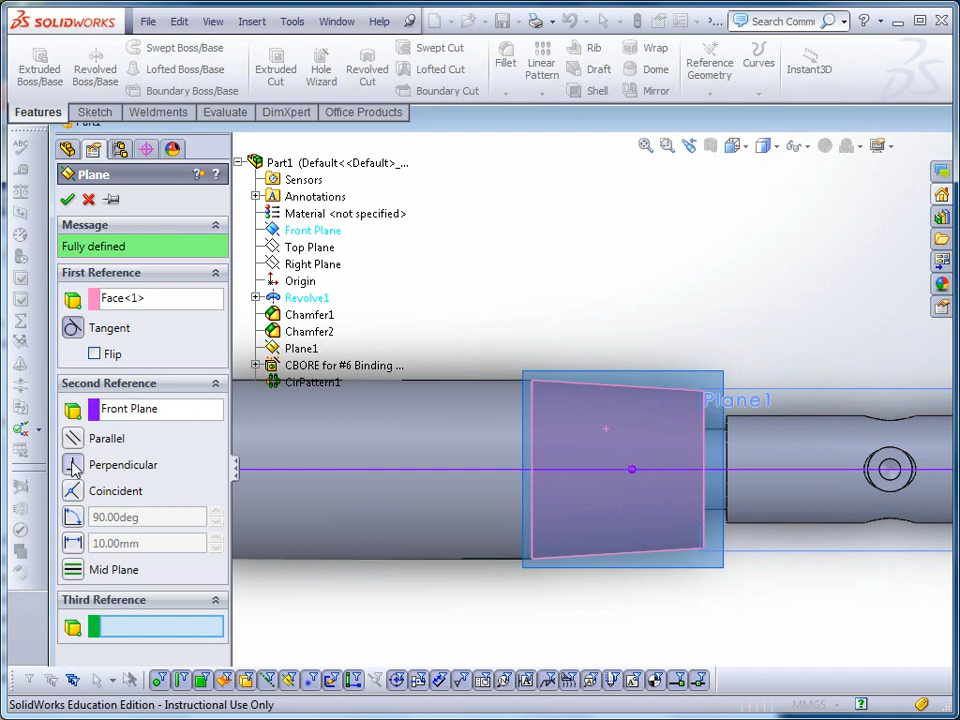 SOLIDWORKS File Edit View Insert Tools Window Help ... Search Comm
Extruded Boss/Base
Revolved Boss/Base
Swept Boss/Base
Lofted Boss/Base
Boundary Boss/Base
Extruded Cut
Hole Wizard
Revolved Cut
Swept Cut
Lofted Cut
Boundary Cut
Fillet
Linear Pattern
Rib
Draft
Shell
Wrap
Dome
Mirror
Reference Geometry
Curves
Instant3D
Features Sketch Weldments Evaluate DimXpert Office Products
Plane
Message
Fully defined
First Reference
Face<1>
Tangent
Flip
Second Reference
Front Plane
Parallel
Perpendicular
Coincident
90.00deg
10.00mm
Mid Plane
Third Reference
Part1 (Default<<Default>_...
Sensors
Annotations
Material <not specified>
Front Plane
Top Plane
Right Plane
Origin
Revolve1
Chamfer1
Chamfer2
Plane1
CBORE for #6 Binding ...
CirPattern1
Plane1
SolidWorks Education Edition - Instructional Use Only
MMGS